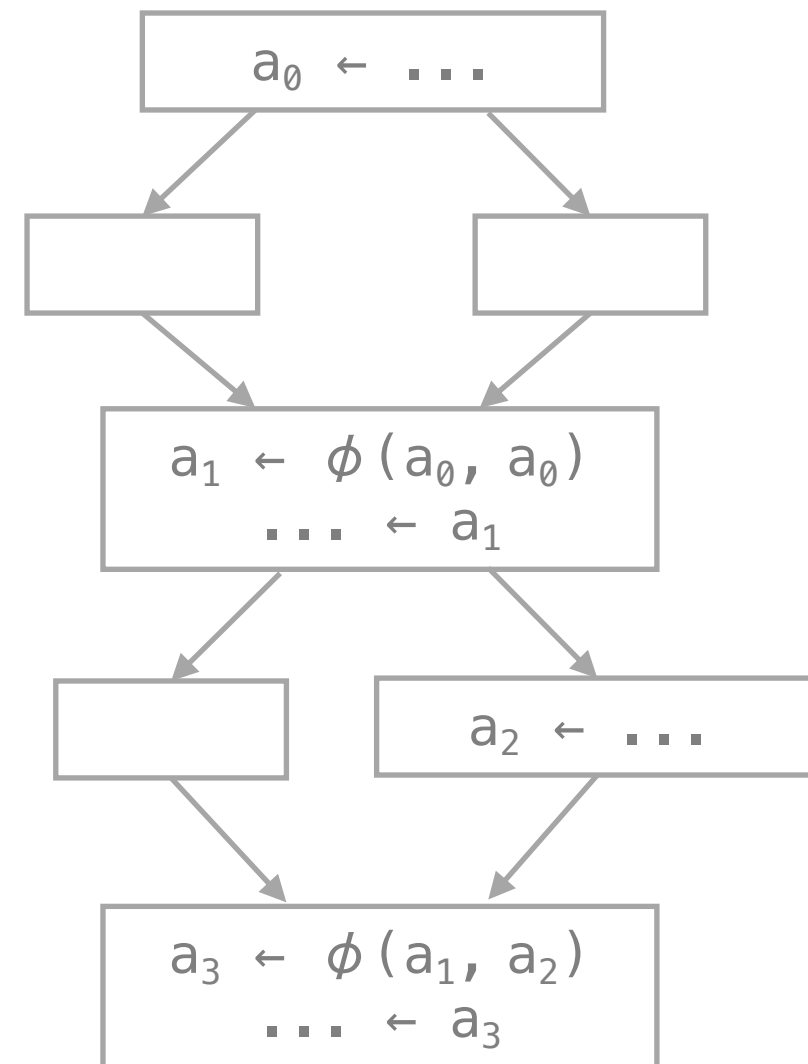 a₀ ← ...
a₁ ← ϕ(a₀, a₀)
... ← a₁
a₂ ← ...
a₃ ← ϕ(a₁, a₂)
... ← a₃